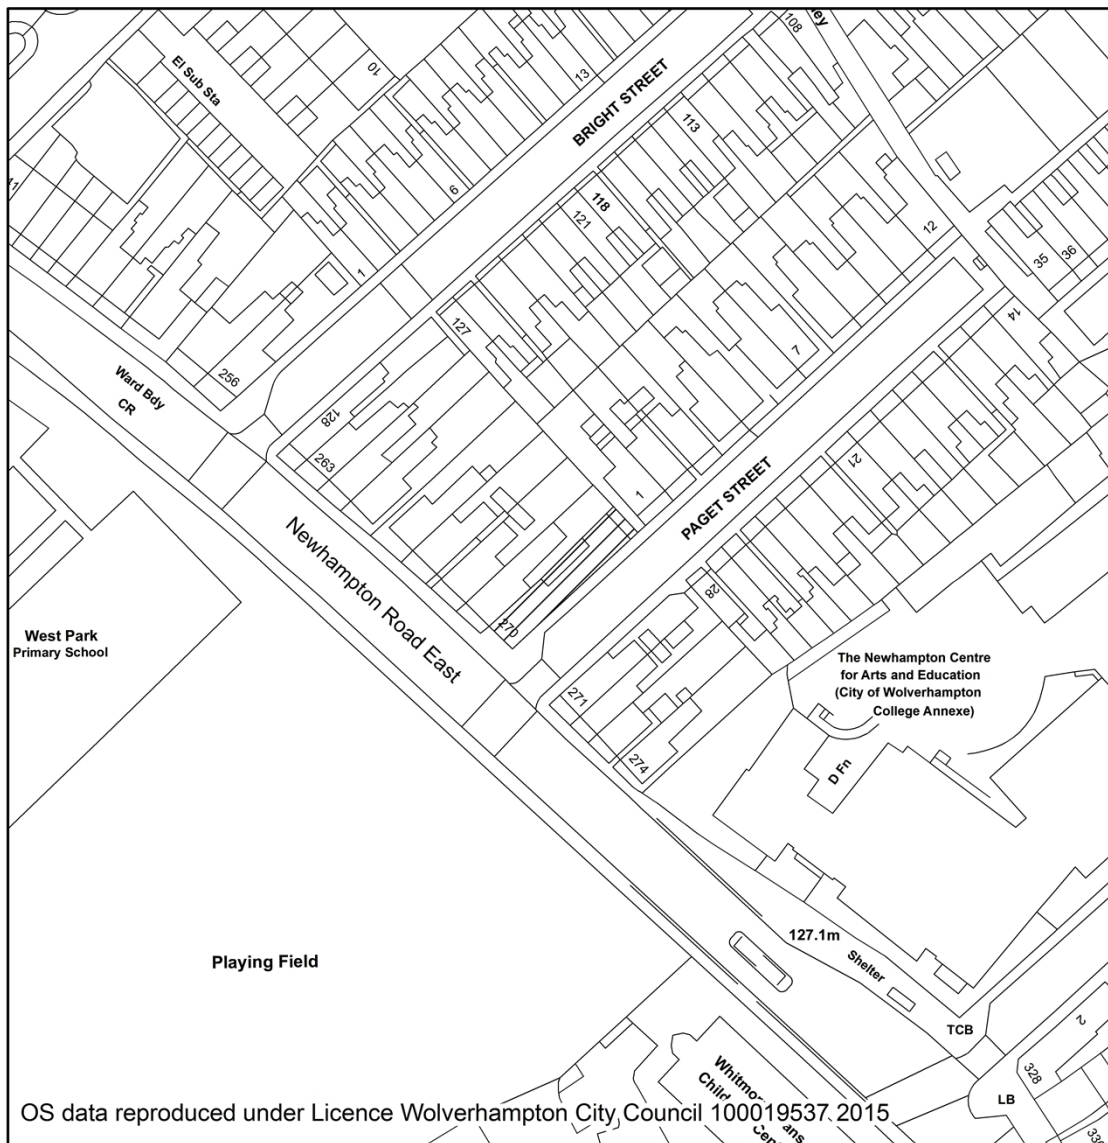 108
10
13
El Sub Sta
BRIGHT STREET
113
41
6
118
121
12
35
36
1
14
127
7
256
Ward Bdy
CR
128
263
21
PAGET STREET
1
Newhampton Road East
28
270
West Park
Primary School
The Newhampton Centre
for Arts and Education
(City of Wolverhampton
College Annexe)
271
274
D Fn
127.1m
Shelter
Playing Field
TCB
2
328
LB
OS data reproduced under Licence Wolverhampton City Council 100019537 2015